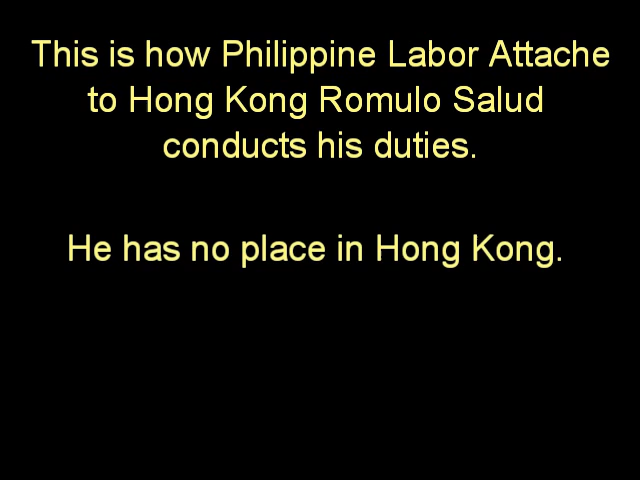 This is how Philippine Labor Attache
to Hong Kong Romulo Salud
conducts his duties.
He has no place in Hong Kong.